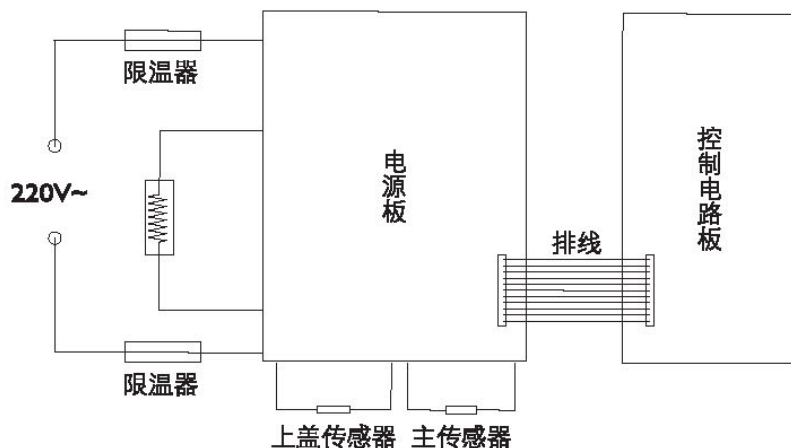 限温器
220V~
电源板
控制电路板
排线
限温器
上盖传感器
主传感器